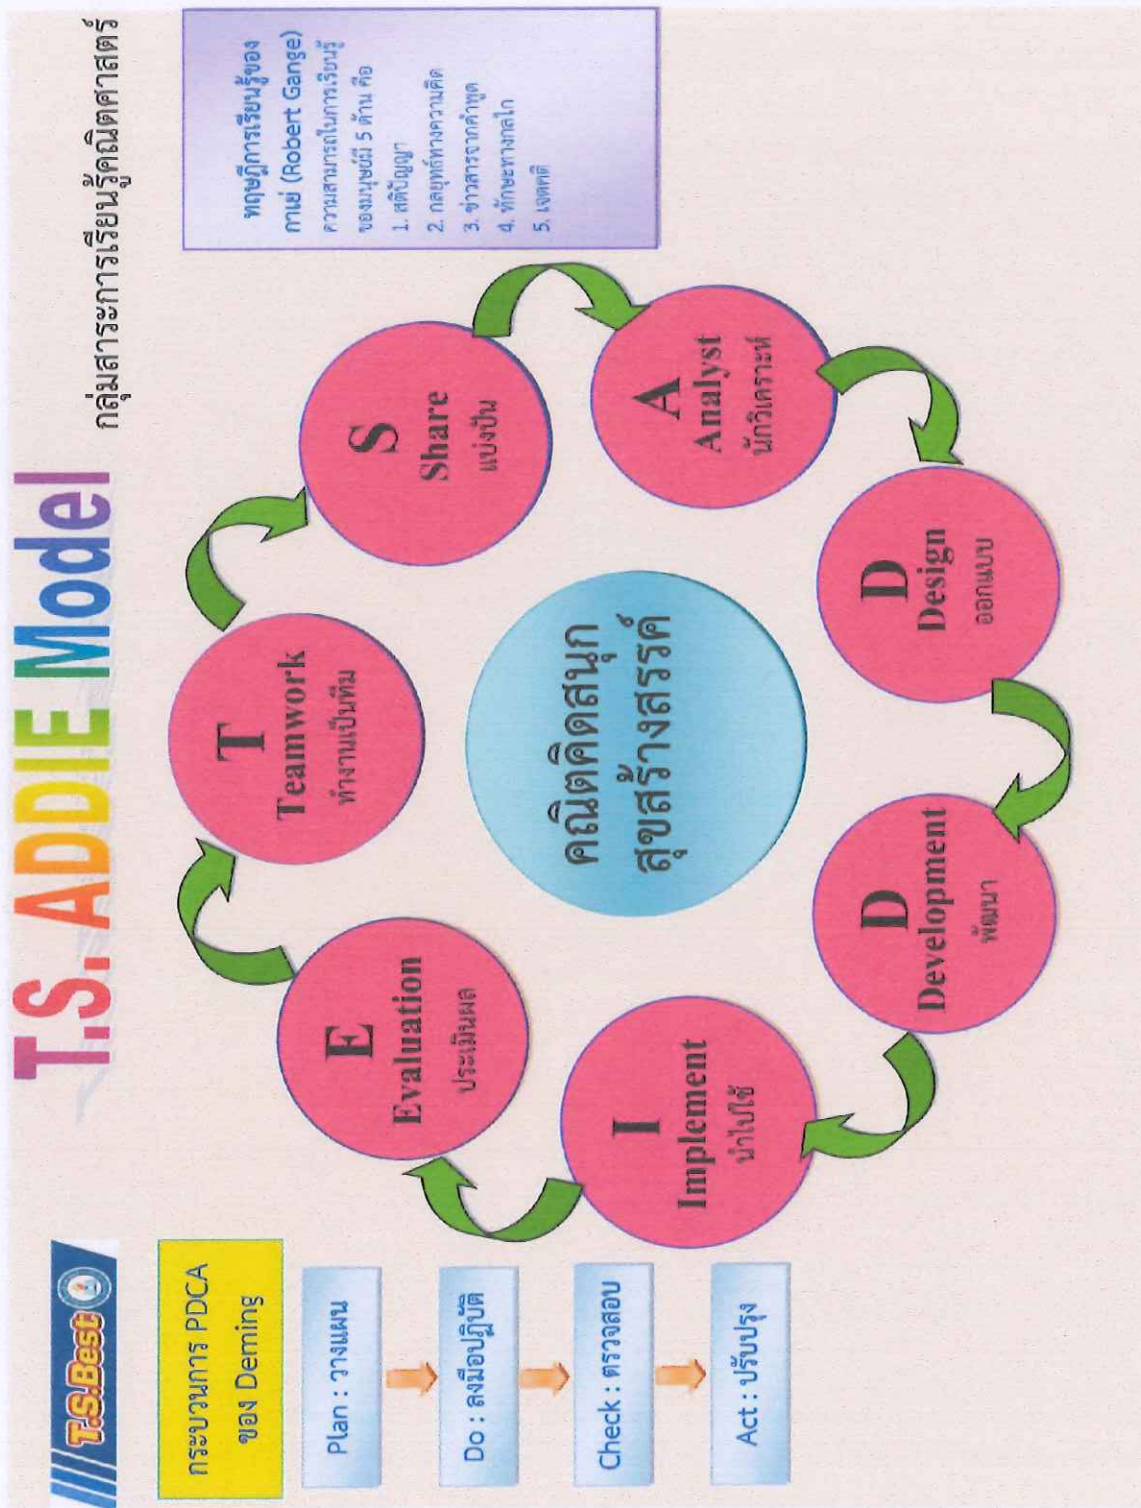 T.S.Best
T.S. ADDIE Model
กลุ่มสาระการเรียนรู้คณิตศาสตร์
กระบวนการ PDCA
ของ Deming
Plan : วางแผน
Do : ลงมือปฏิบัติ
Check : ตรวจสอบ
Act : ปรับปรุง
T
Teamwork
ทำงานเป็นทีม
S
Share
แบ่งปัน
A
Analyst
นักวิเคราะห์
D
Design
ออกแบบ
D
Development
พัฒนา
I
Implement
นำไปใช้
E
Evaluation
ประเมินผล
คณิตคิดสนุก
สุขสร้างสรรค์
ทฤษฎีการเรียนรู้ของ
กาเย่ (Robert Gange)
ความสามารถในการเรียนรู้
ของมนุษย์มี 5 ด้าน คือ
1. สติปัญญา
2. กลยุทธ์ทางความคิด
3. ข่าวสารจากคำพูด
4. ทักษะทางกลไก
5. เจตคติ